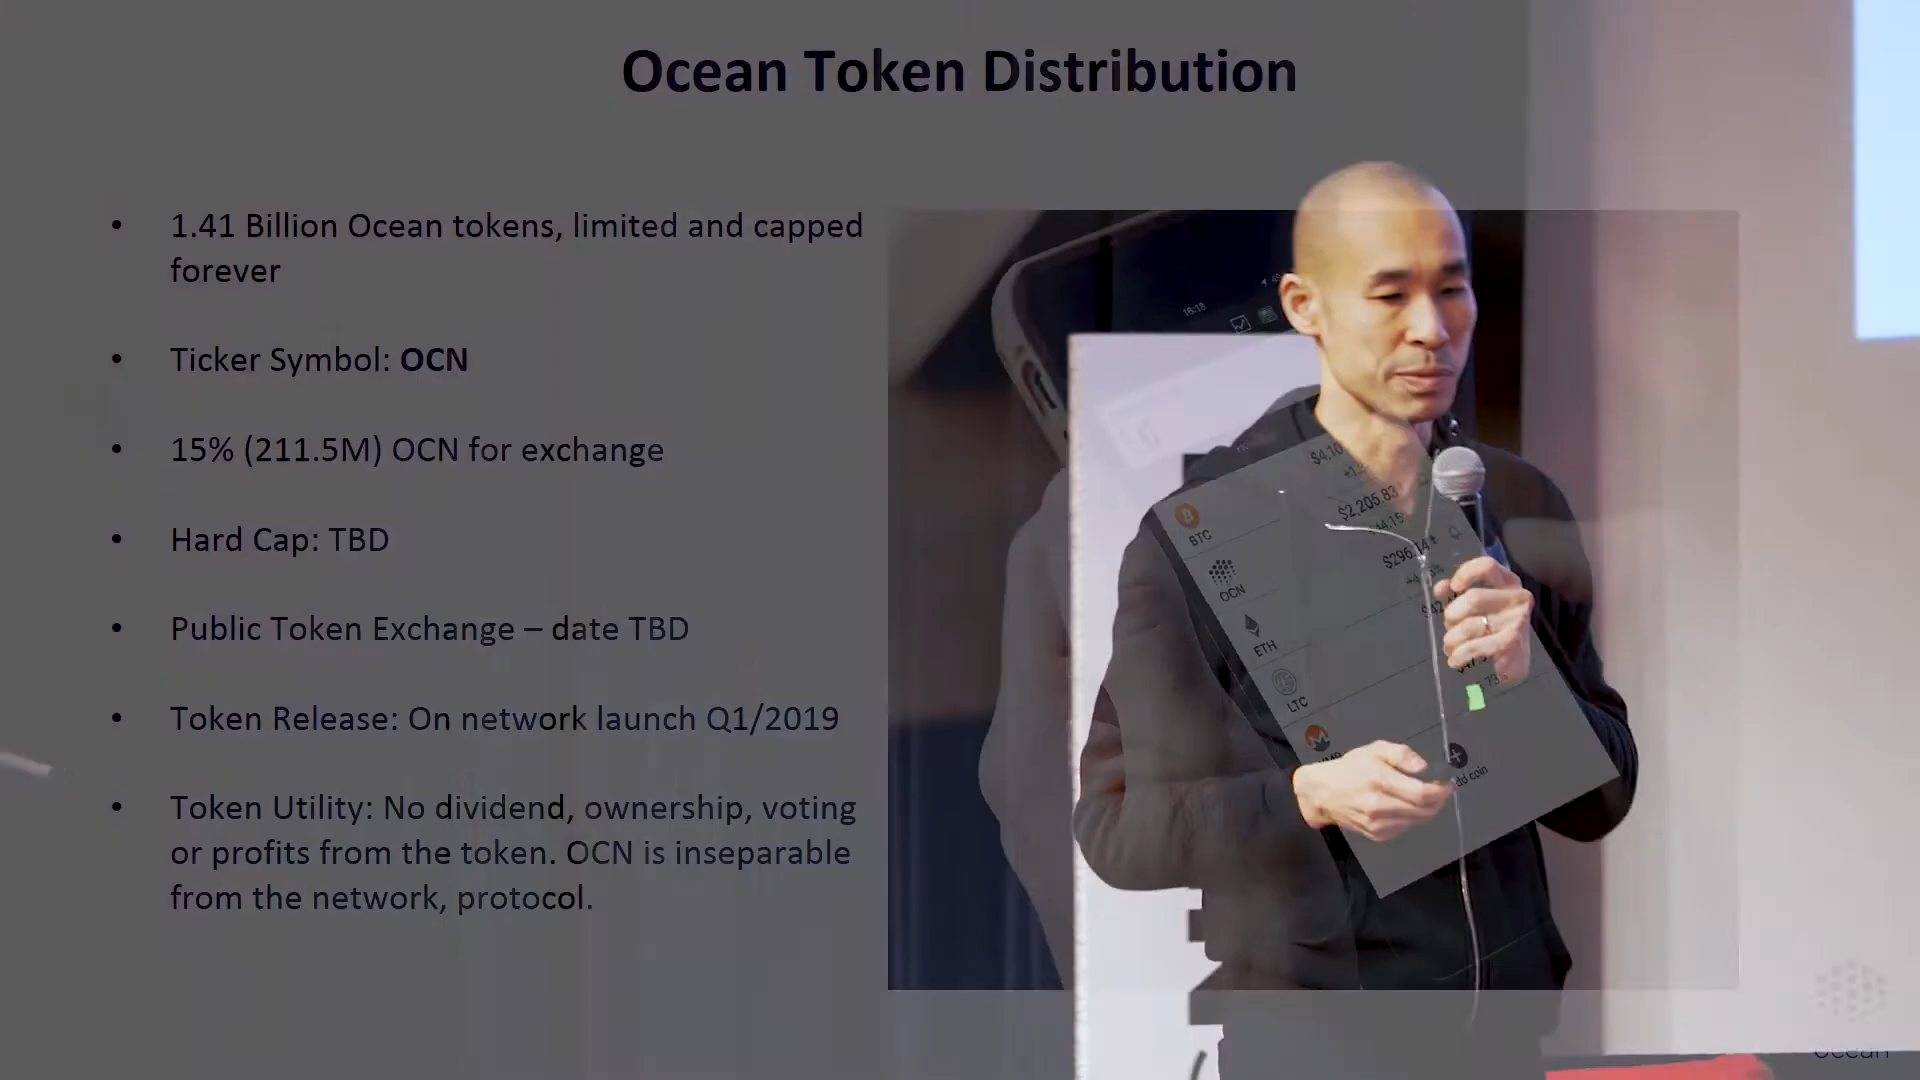 Ocean Token Distribution
• 1.41 Billion Ocean tokens, limited and capped
forever
• Ticker Symbol: OCN
• 15% (211.5M) OCN for exchange
• Hard Cap: TBD
• Public Token Exchange – date TBD
• Token Release: On network launch Q1/2019
• Token Utility: No dividend, ownership, voting
or profits from the token. OCN is inseparable
from the network, protocol.
16:18
BTC
$2,205.83
OCN
ETH
LTC
ocean